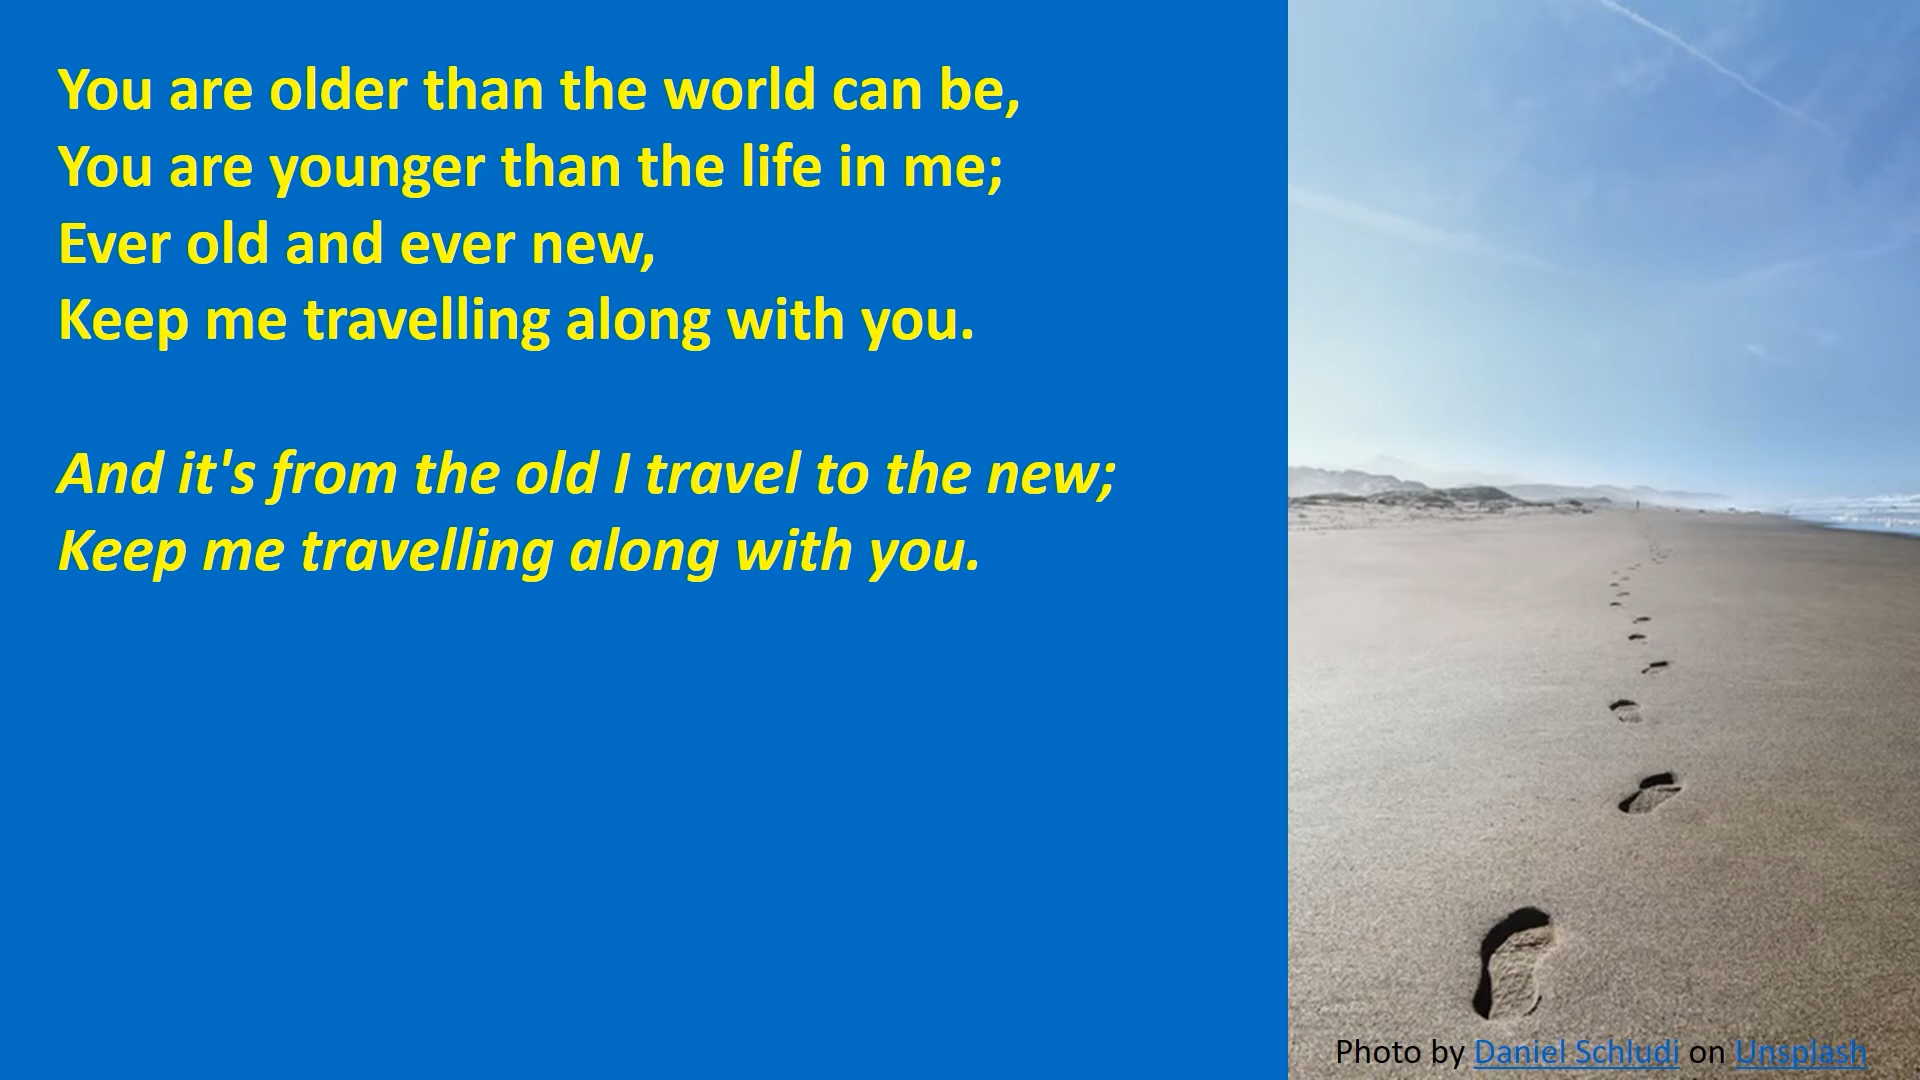 You are older than the world can be,
You are younger than the life in me;
Ever old and ever new,
Keep me travelling along with you.
And it's from the old I travel to the new;
Keep me travelling along with you.
Photo by Daniel Schludi on Unsplash